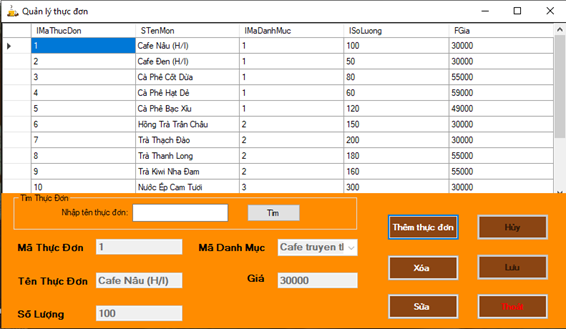 Quản lý thực đơn
IMaThucDon STenMon IMaDanhMuc ISoLuong FGia
1 Cafe Nâu (H/I) 1 100 30000
2 Cafe Đen (H/I) 1 50 30000
3 Cà Phê Cốt Dừa 1 80 55000
4 Cà Phê Hạt Dẻ 1 60 59000
5 Cà Phê Bạc Xỉu 1 120 49000
6 Hồng Trà Trân Châu 2 150 30000
7 Trà Thạch Đào 2 200 30000
8 Trà Thanh Long 2 180 55000
9 Trà Kiwi Nha Đam 2 160 55000
10 Nước Ép Cam Tươi 3 300 30000
Tìm Thực Đơn
Nhập tên thực đơn: Tìm
Thêm thực đơn Hủy
Mã Thực Đơn 1 Mã Danh Mục Cafe truyền th
Xóa Lưu
Tên Thực Đơn Cafe Nâu (H/I) Giá 30000
Sửa Thoát
Số Lượng 100